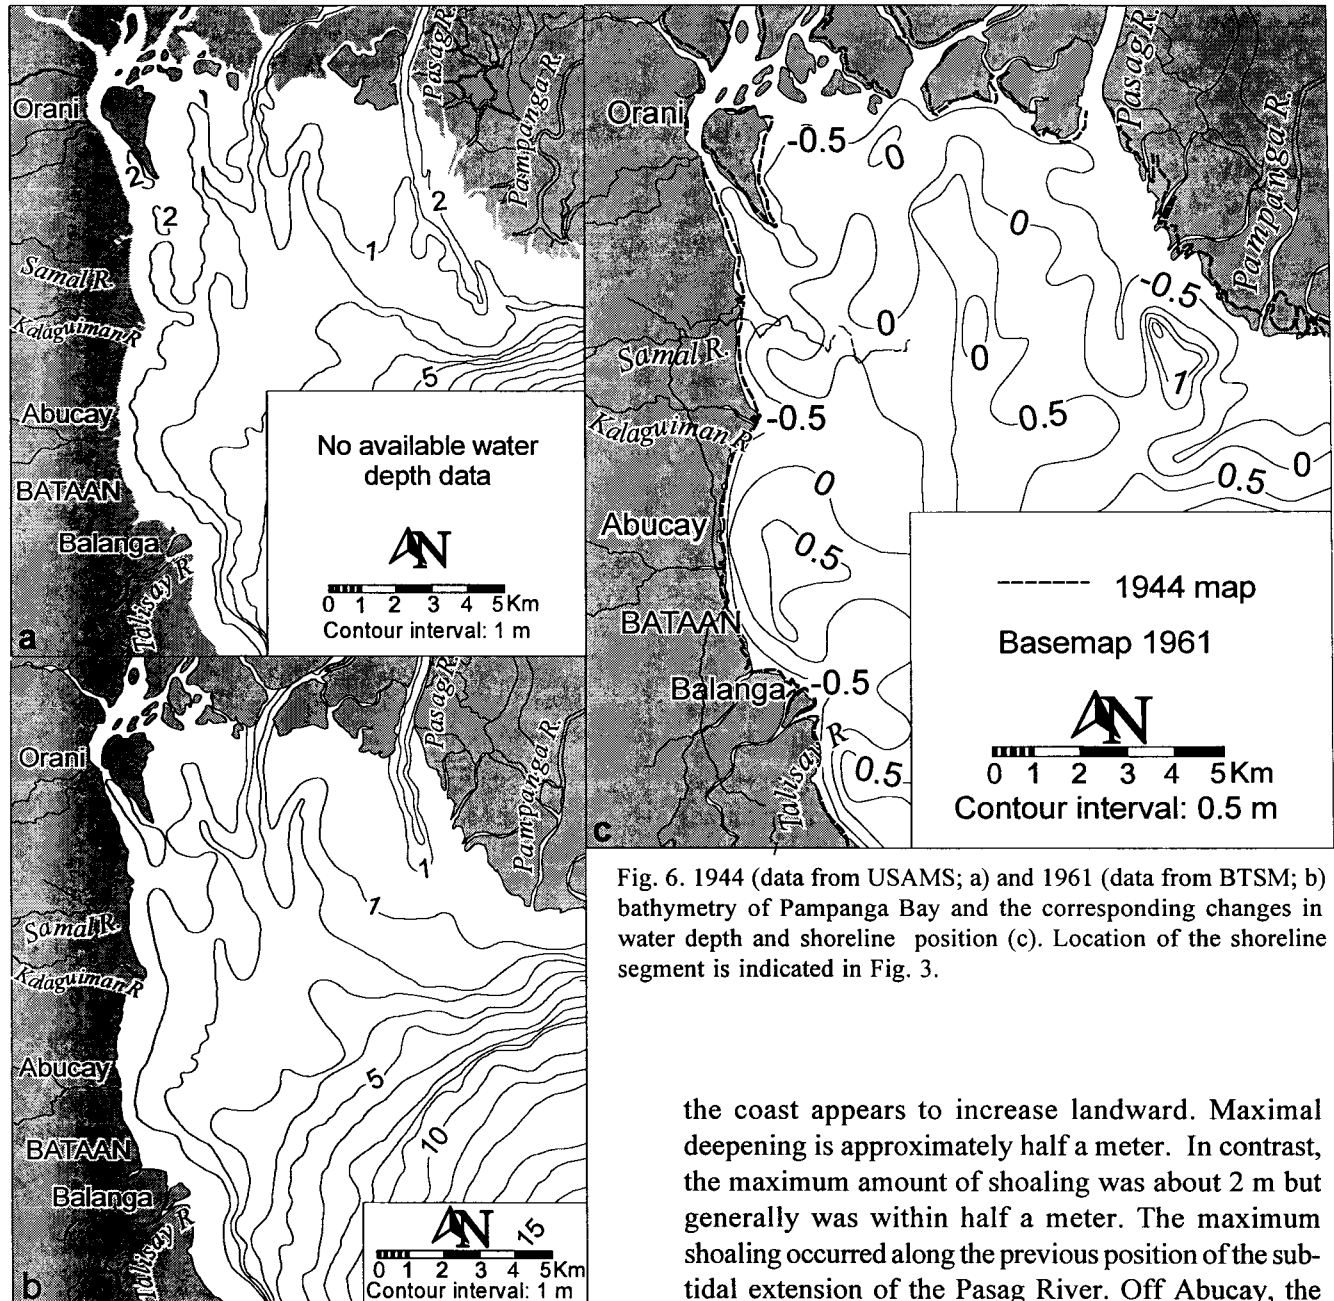 Orani
Pasag R.
Pampanga R.
2
2
2
1
Samal R.
Kalaguiman R
5
Abucay
No available water
depth data
BATAAN
N
Balanga
0 1 2 3 4 5Km
Contour interval: 1 m
Talisay R
a
Orani
Pasag R.
Pampanga R.
1
1
Samal R.
Kalaguiman R
Abucay
5
10
BATAAN
Balanga
Talisay R
15
N
0 1 2 3 4 5Km
Contour interval: 1 m
b
Pasag R.
Orani
-0.5
0
Pampanga R.
0
-0.5
0
Samal R.
0
1
-0.5
0.5
Kalaguiman R
0
0.5
0
Abucay
0.5
1944 map
BATAAN
Basemap 1961
Balanga
-0.5
N
Talisay R
0.5
0 1 2 3 4 5Km
Contour interval: 0.5 m
c
Fig. 6. 1944 (data from USAMS; a) and 1961 (data from BTSM; b)
bathymetry of Pampanga Bay and the corresponding changes in
water depth and shoreline position (c). Location of the shoreline
segment is indicated in Fig. 3.
the coast appears to increase landward. Maximal
deepening is approximately half a meter. In contrast,
the maximum amount of shoaling was about 2 m but
generally was within half a meter. The maximum
shoaling occurred along the previous position of the sub-
tidal extension of the Pasag River. Off Abucay, the